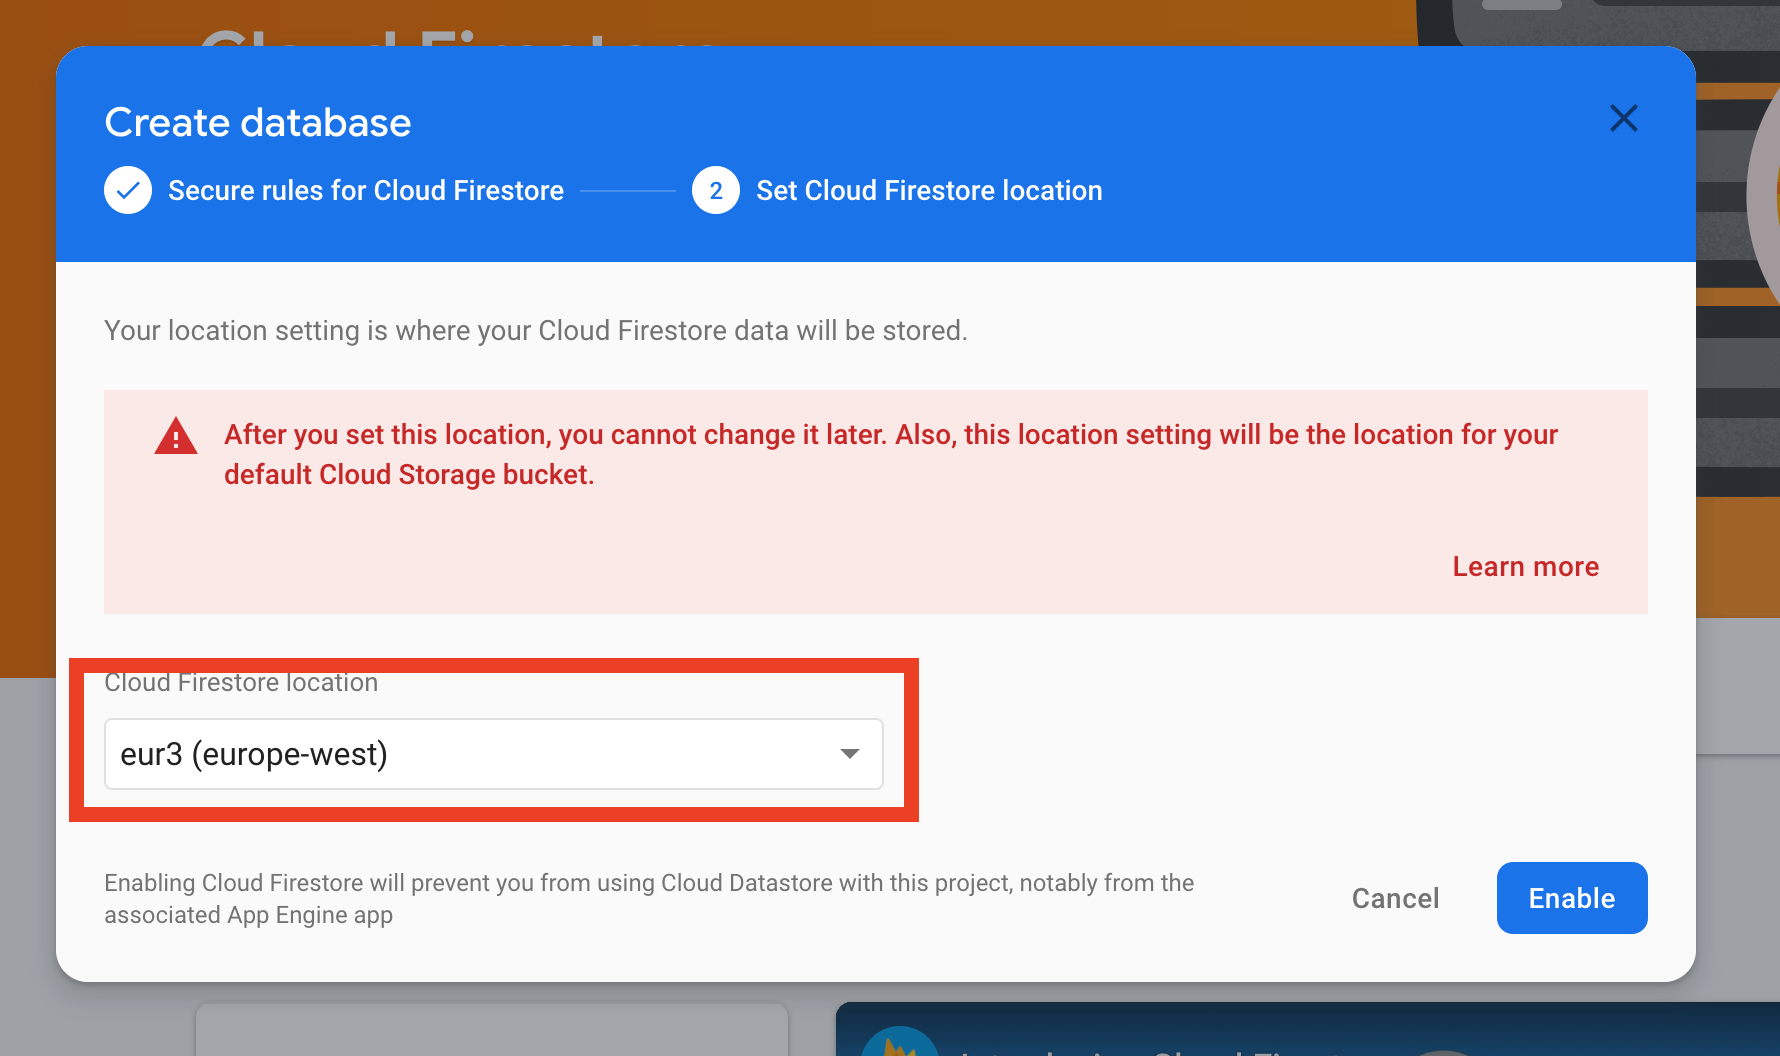 Cloud Firestore
Create database
Secure rules for Cloud Firestore
2 Set Cloud Firestore location
Your location setting is where your Cloud Firestore data will be stored.
After you set this location, you cannot change it later. Also, this location setting will be the location for your
default Cloud Storage bucket.
Learn more
Cloud Firestore location
eur3 (europe-west)
Enabling Cloud Firestore will prevent you from using Cloud Datastore with this project, notably from the
associated App Engine app
Cancel
Enable